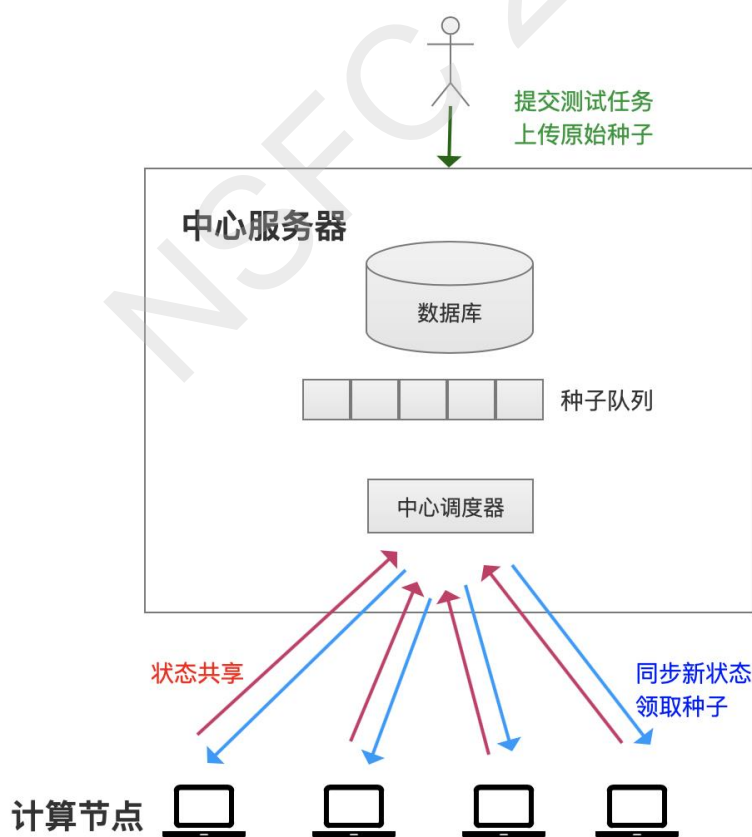 提交测试任务
上传原始种子
中心服务器
数据库
种子队列
中心调度器
状态共享
同步新状态
领取种子
计算节点
NSFC 2